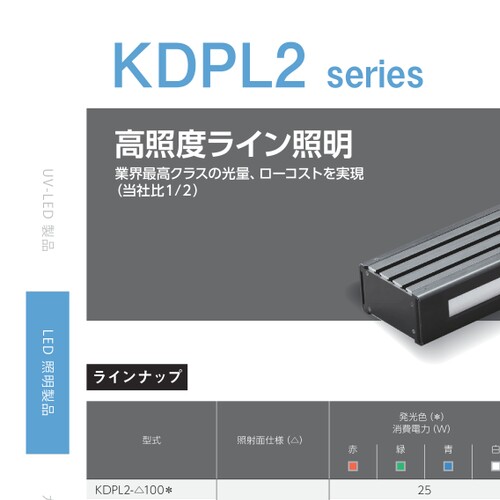 KDPL2 series
高照度ライン照明
業界最高クラスの光量、ローコストを実現
（当社比1/2）
UV-LED 製品
LED 照明製品
ラインナップ
型式
照射面仕様（△）
発光色（*）
消費電力（W）
赤 緑 青 白
KDPL2-△100* 25